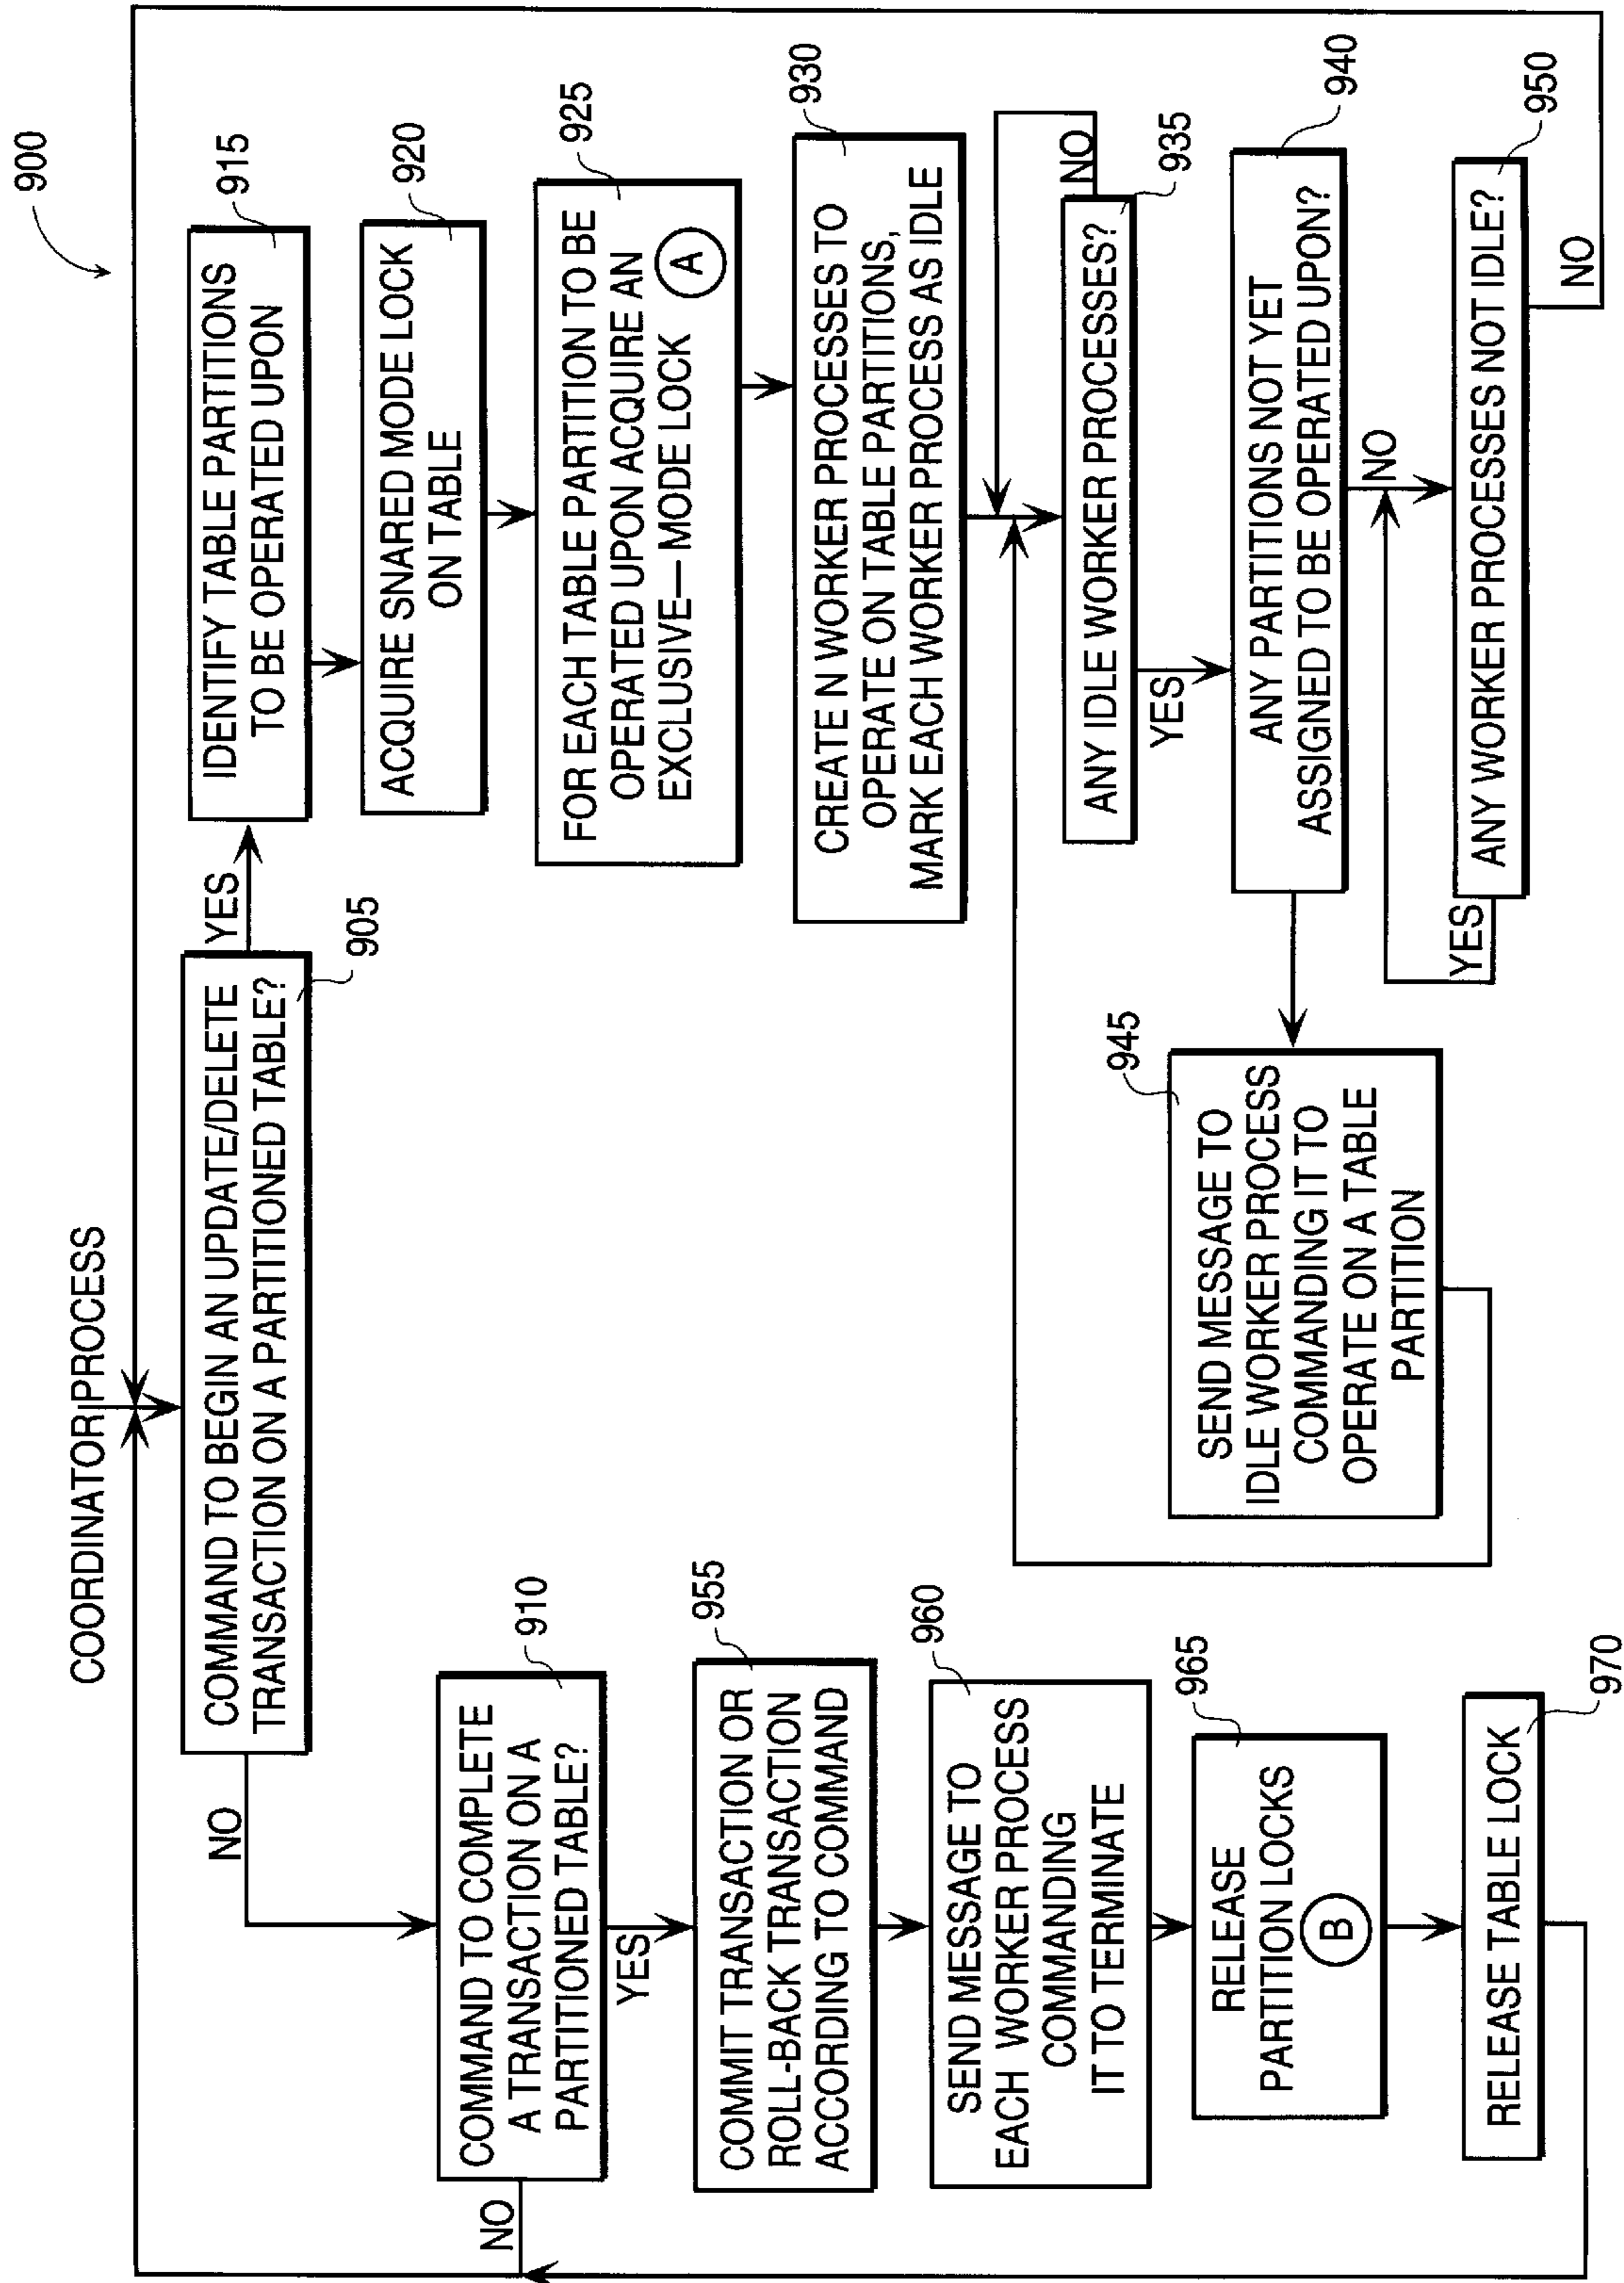 900
COORDINATOR PROCESS
COMMAND TO BEGIN AN UPDATE/DELETE
TRANSACTION ON A PARTITIONED TABLE?
905
YES
IDENTIFY TABLE PARTITIONS
TO BE OPERATED UPON
915
ACQUIRE SNARED MODE LOCK
ON TABLE
920
FOR EACH TABLE PARTITION TO BE
OPERATED UPON ACQUIRE AN
EXCLUSIVE—MODE LOCK
A
925
CREATE N WORKER PROCESSES TO
OPERATE ON TABLE PARTITIONS,
MARK EACH WORKER PROCESS AS IDLE
930
ANY IDLE WORKER PROCESSES?
935
NO
YES
ANY PARTITIONS NOT YET
ASSIGNED TO BE OPERATED UPON?
940
NO
SEND MESSAGE TO
IDLE WORKER PROCESS
COMMANDING IT TO
OPERATE ON A TABLE
PARTITION
945
ANY WORKER PROCESSES NOT IDLE?
950
YES
NO
NO
COMMAND TO COMPLETE
A TRANSACTION ON A
PARTITIONED TABLE?
910
NO
YES
COMMIT TRANSACTION OR
ROLL-BACK TRANSACTION
ACCORDING TO COMMAND
955
SEND MESSAGE TO
EACH WORKER PROCESS
COMMANDING
IT TO TERMINATE
960
RELEASE
PARTITION LOCKS
B
965
RELEASE TABLE LOCK
970